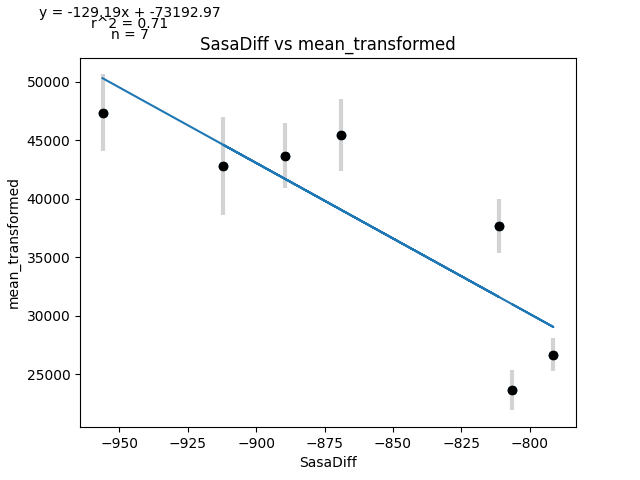 y = -129.19x + -73192.97
r^2 = 0.71
n = 7
SasaDiff vs mean_transformed
50000
45000
40000
35000
30000
25000
mean_transformed
−950
−925
−900
−875
−850
−825
−800
SasaDiff